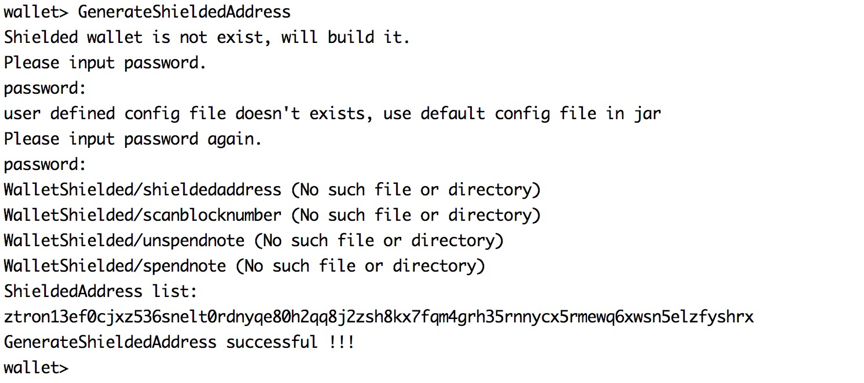 wallet> GenerateShieldedAddress
Shielded wallet is not exist, will build it.
Please input password.
password:
user defined config file doesn't exists, use default config file in jar
Please input password again.
password:
WalletShielded/shieldedaddress (No such file or directory)
WalletShielded/scanblocknumber (No such file or directory)
WalletShielded/unspendnote (No such file or directory)
WalletShielded/spendnote (No such file or directory)
ShieldedAddress list:
ztron13ef0cjxz536snelt0rdnyqe80h2qq8j2zsh8kx7fqm4grh35rnnycx5rmewq6xwsn5elzfyshrx
GenerateShieldedAddress successful !!!
wallet>